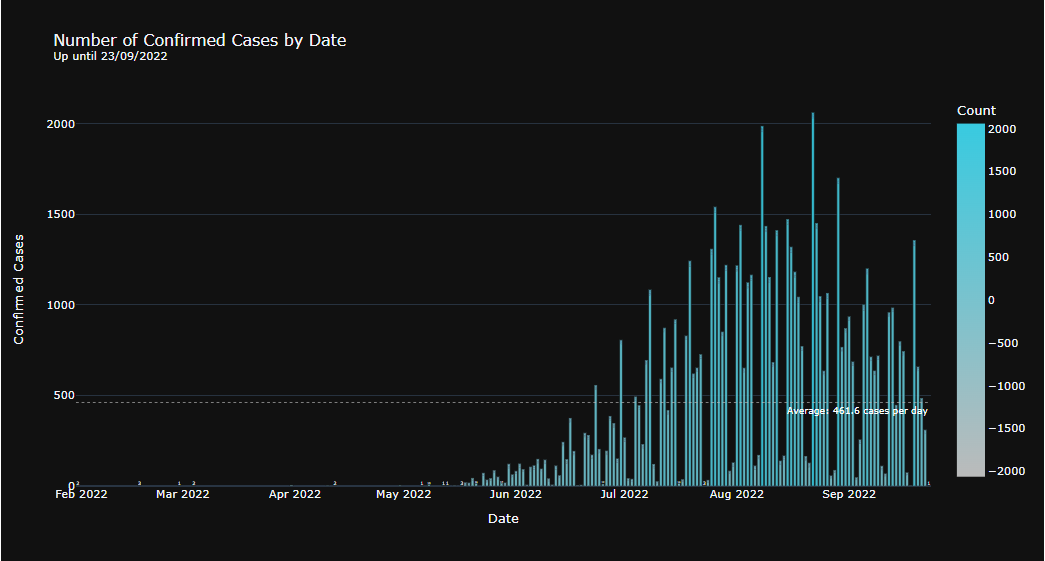 Number of Confirmed Cases by Date
Up until 23/09/2022
Count
2000
1500
1000
500
0
−500
−1000
−1500
−2000
Confirmed Cases
2000
1500
1000
500
0
Average: 461.6 cases per day
Feb 2022
Mar 2022
Apr 2022
May 2022
Jun 2022
Jul 2022
Aug 2022
Sep 2022
Date